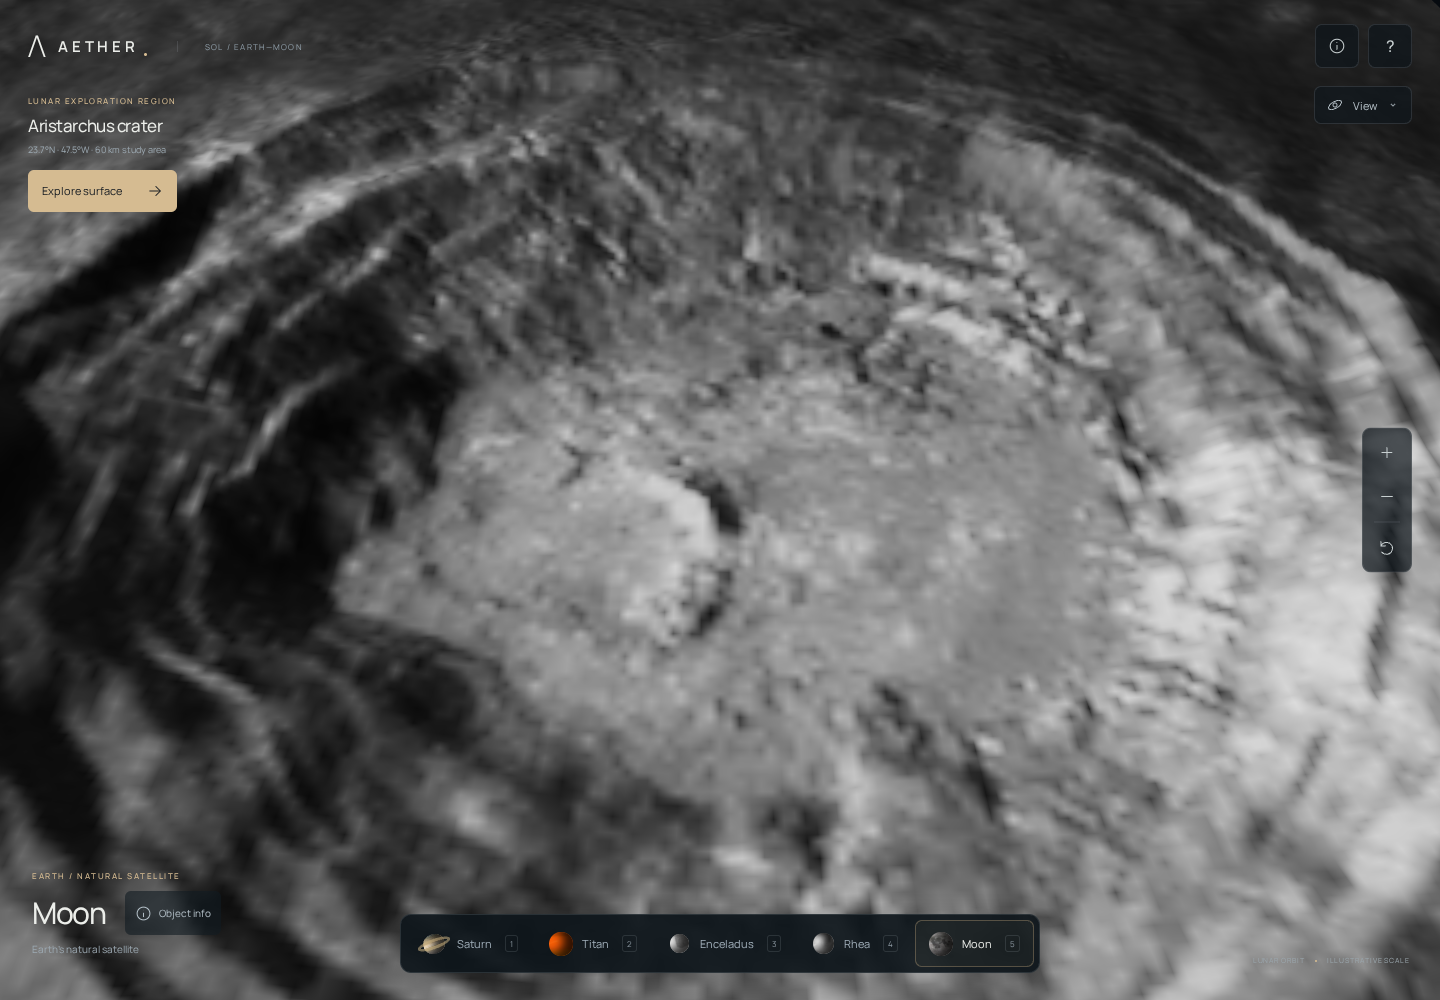 AETHER.
SOL / EARTH—MOON
?
View
LUNAR EXPLORATION REGION
Aristarchus crater
23.7°N · 47.5°W · 60 km study area
Explore surface
EARTH / NATURAL SATELLITE
Moon
Object info
Earth's natural satellite
Saturn 1
Titan 2
Enceladus 3
Rhea 4
Moon 5
LUNAR ORBIT • ILLUSTRATIVE SCALE